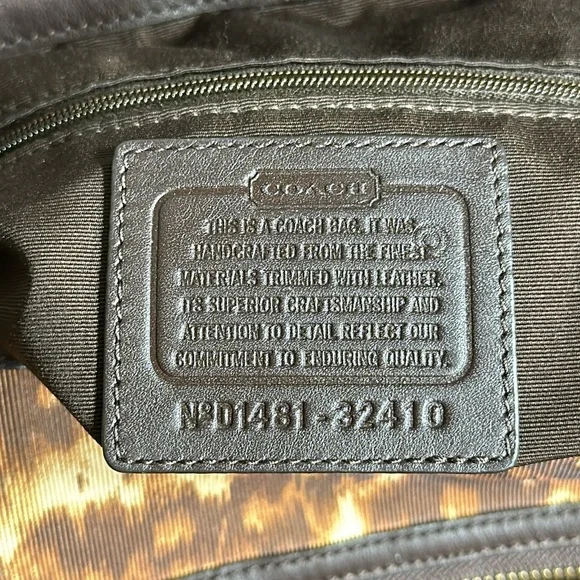 COACH
THIS IS A COACH BAG. IT WAS
HANDCRAFTED FROM THE FINEST
MATERIALS TRIMMED WITH LEATHER.
ITS SUPERIOR CRAFTSMANSHIP AND
ATTENTION TO DETAIL REFLECT OUR
COMMITMENT TO ENDURING QUALITY.
Nº D1481-32410